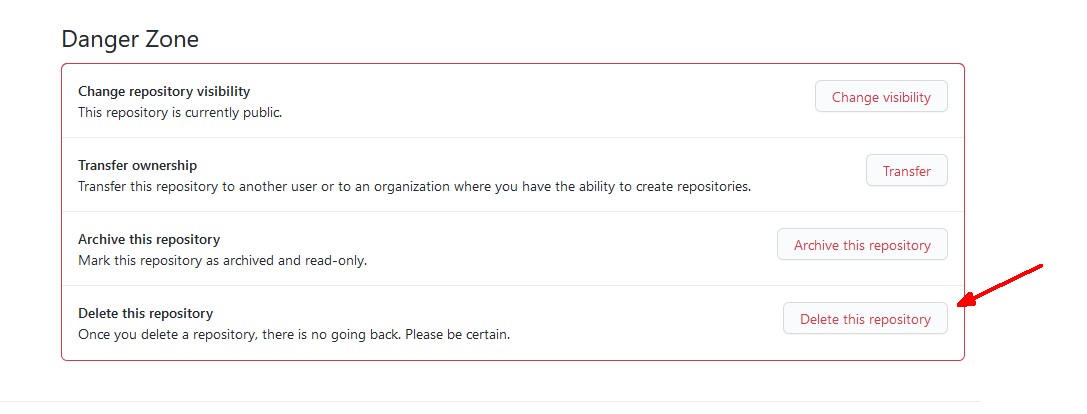 Danger Zone
Change repository visibility
This repository is currently public.
Change visibility
Transfer ownership
Transfer this repository to another user or to an organization where you have the ability to create repositories.
Transfer
Archive this repository
Mark this repository as archived and read-only.
Archive this repository
Delete this repository
Once you delete a repository, there is no going back. Please be certain.
Delete this repository